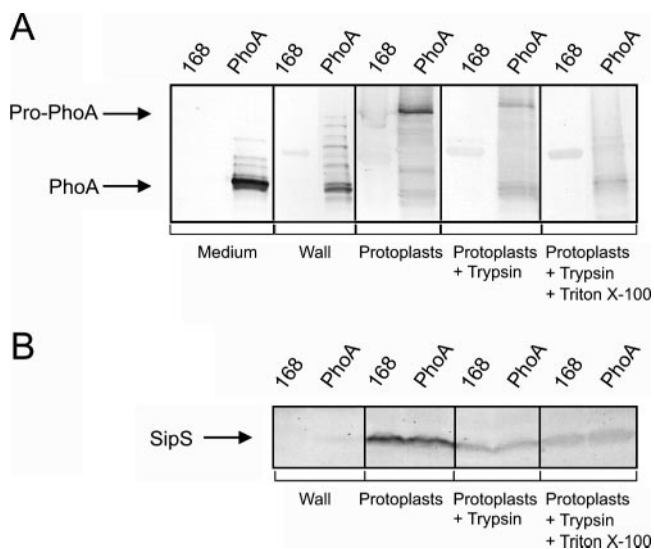 A
168 PhoA 168 PhoA 168 PhoA 168 PhoA 168 PhoA
Pro-PhoA
PhoA
Medium Wall Protoplasts Protoplasts Protoplasts
+ Trypsin + Trypsin
+ Triton X-100
B
168 PhoA 168 PhoA 168 PhoA 168 PhoA
SipS
Wall Protoplasts Protoplasts Protoplasts
+ Trypsin + Trypsin
+ Triton X-100